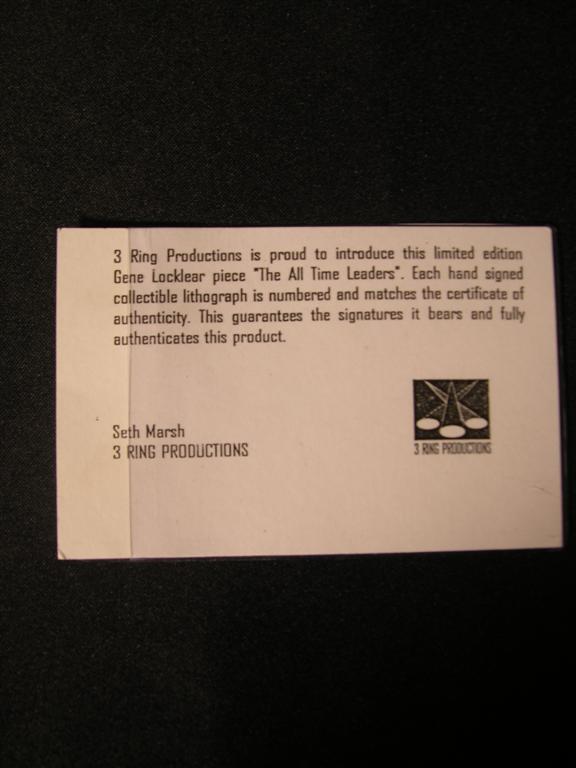 3 Ring Productions is proud to introduce this limited edition
Gene Locklear piece "The All Time Leaders". Each hand signed
collectible lithograph is numbered and matches the certificate of
authenticity. This guarantees the signatures it bears and fully
authenticates this product.
Seth Marsh
3 RING PRODUCTIONS
3 RING PRODUCTIONS